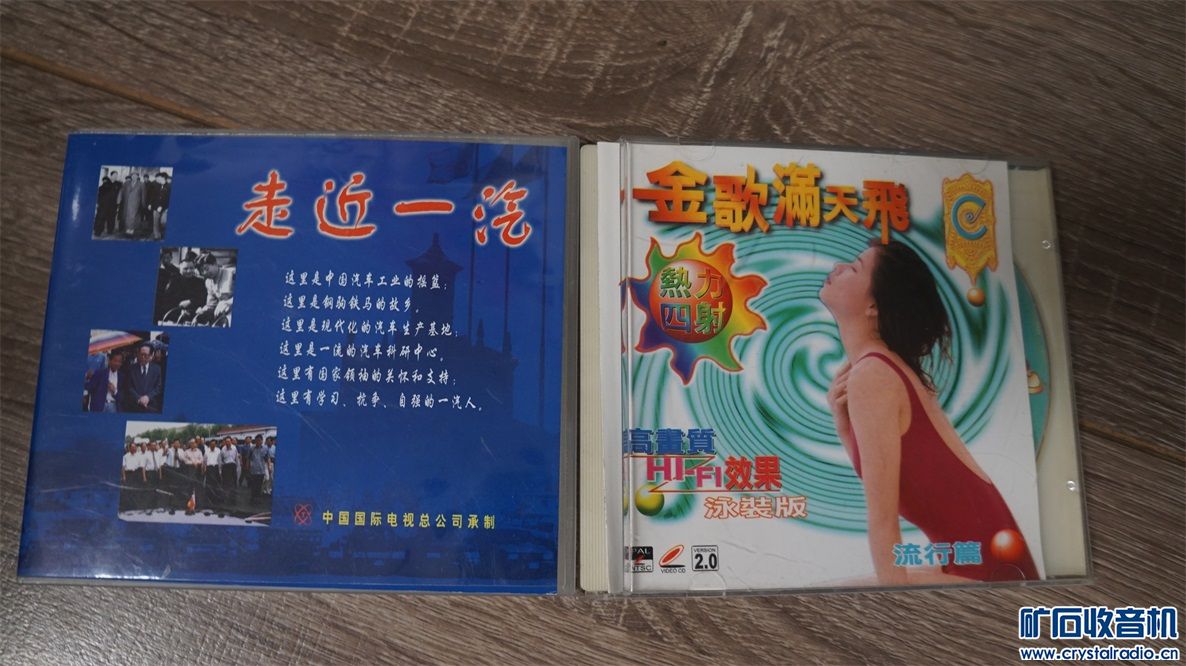 走近一汽
这里是中国汽车工业的摇篮；
这里是钢驹铁马的故乡。
这里是现代化的汽车生产基地；
这里是一流的汽车科研中心。
这里有国家领袖的关怀和支持；
这里有学习、抗争、自强的一汽人。
中国国际电视总公司承制
金歌滿天飛
C
熱力
四射
高畫質
HI-FI效果
泳裝版
PAL
NTSC
VIDEO CD
VERSION
2.0
流行篇
矿石收音机
www.crystalradio.cn